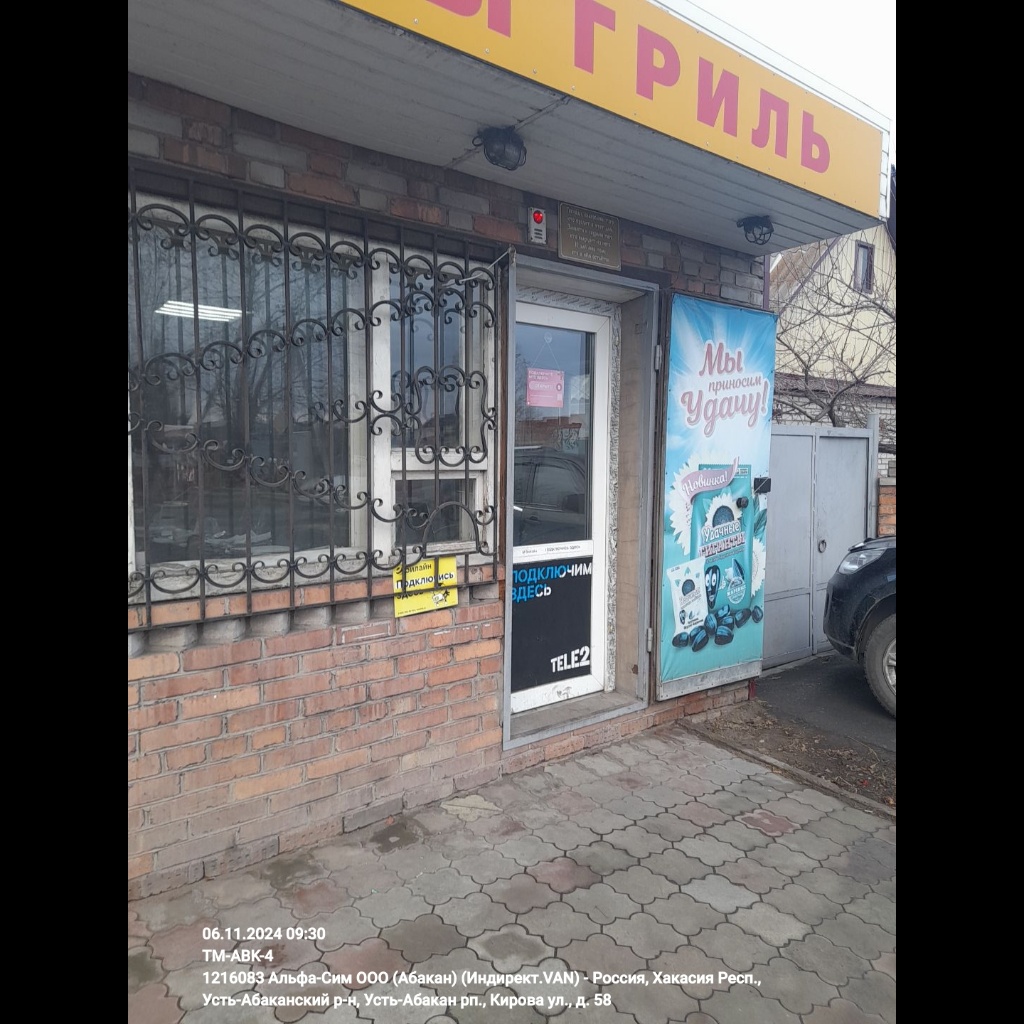 Ы ГРИЛЬ
Мы
приносим
Удачу!
Новинка!
Удачные
Подключись
ПОДКЛЮЧИМ
ЗДЕСЬ
TELE2
06.11.2024 09:30
ТМ-АВК-4
1216083 Альфа-Сим ООО (Абакан) (Индирект.VAN) - Россия, Хакасия Респ.,
Усть-Абаканский р-н, Усть-Абакан рп., Кирова ул., д. 58